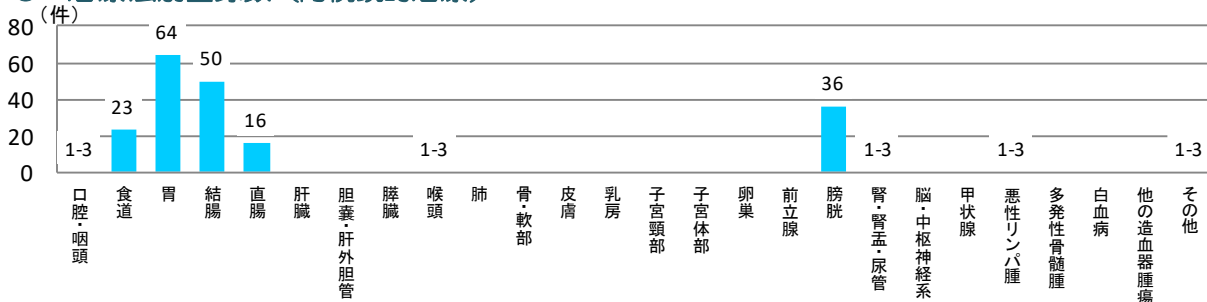 (件)
80
60
40
20
0
1-3
23
64
50
16
1-3
36
1-3
1-3
1-3
口腔・咽頭
食道
胃
結腸
直腸
肝臓
胆嚢・肝外胆管
膵臓
喉頭
肺
骨・軟部
皮膚
乳房
子宮頸部
子宮体部
卵巣
前立腺
膀胱
腎・腎盂・尿管
脳・中枢神経系
甲状腺
悪性リンパ腫
多発性骨髄腫
白血病
他の造血器腫瘍
その他